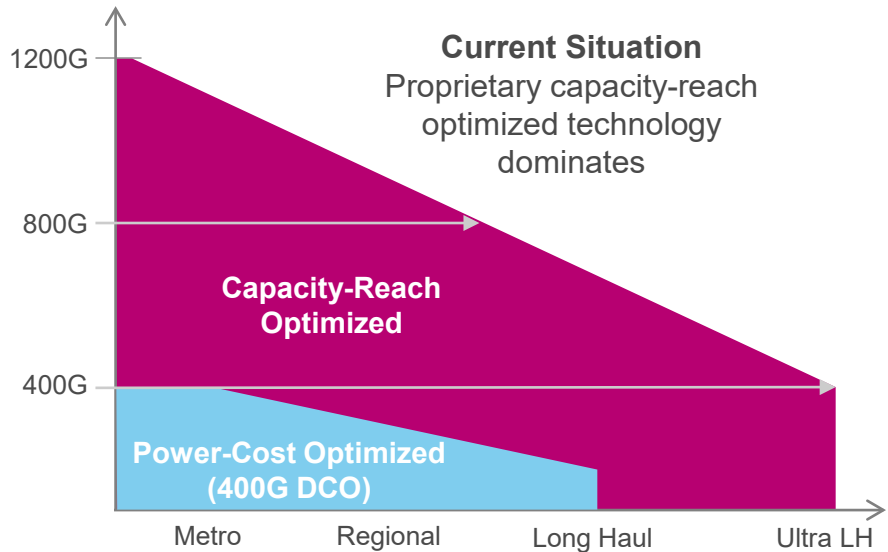 Current Situation
Proprietary capacity-reach
optimized technology
dominates
1200G
800G
Capacity-Reach
Optimized
400G
Power-Cost Optimized
(400G DCO)
Metro
Regional
Long Haul
Ultra LH